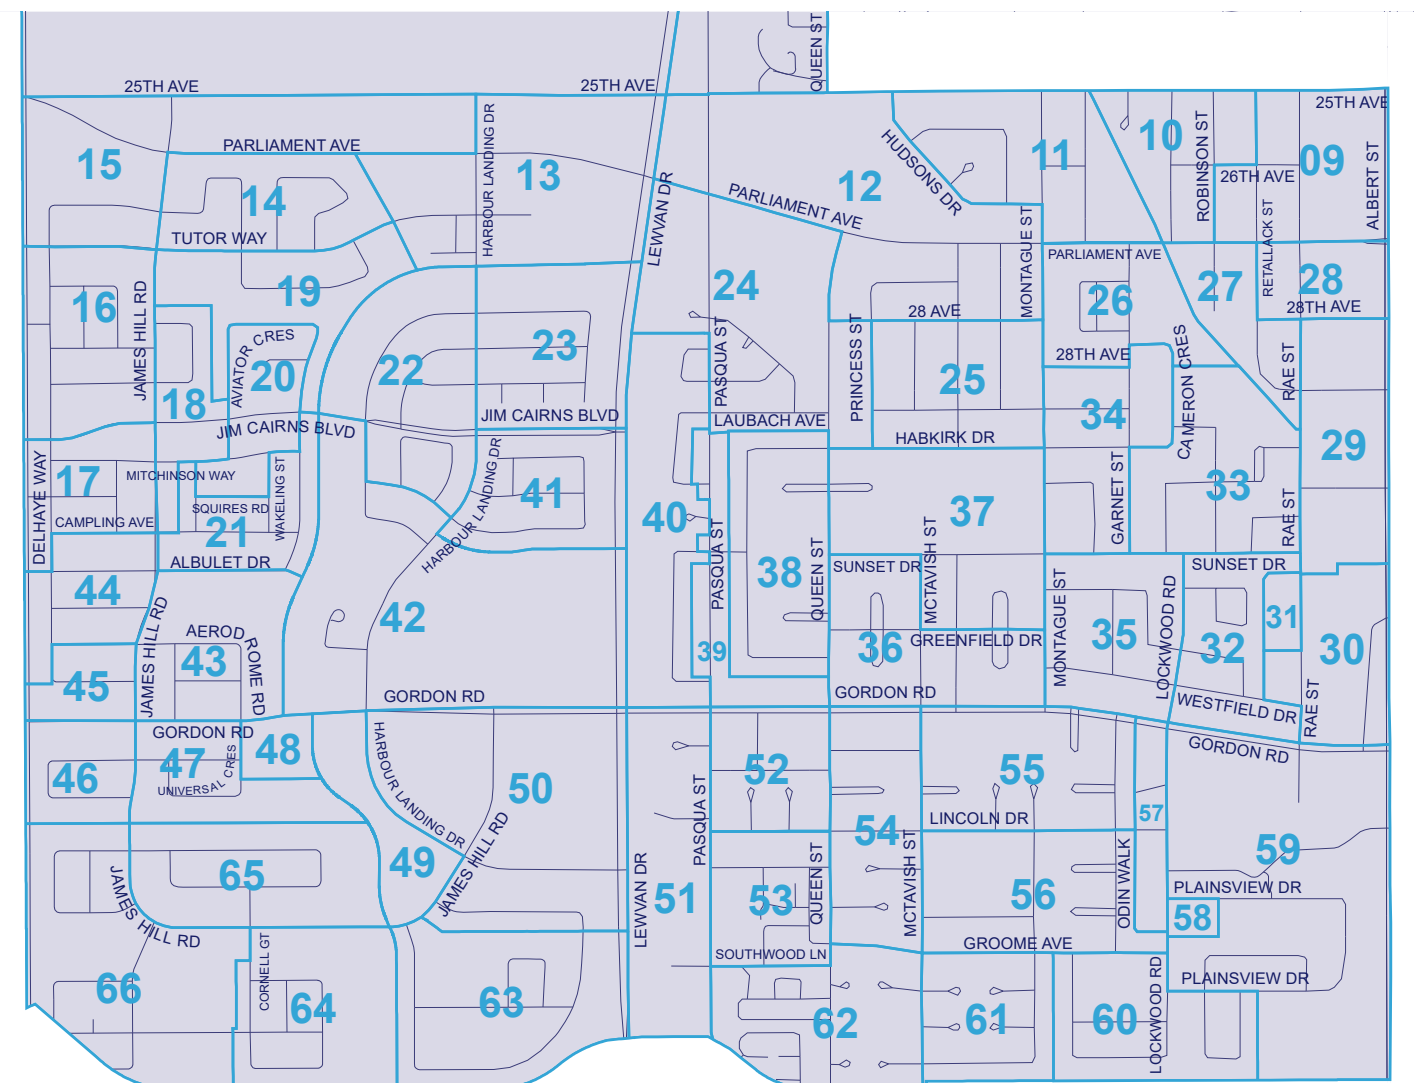 QUEEN ST
25TH AVE
25TH AVE
25TH AVE
PARLIAMENT AVE
HARBOUR LANDING DR
HUDSONS DR
ROBINSON ST
10
11
09
15
13
12
26TH AVE
ALBERT ST
14
LEWVAN DR
PARLIAMENT AVE
MONTAGUE ST
RETALLACK ST
TUTOR WAY
PARLIAMENT AVE
16
JAMES HILL RD
19
24
26
27
28
28TH AVE
28 AVE
PRINCESS ST
AVIATOR CRES
20
22
23
PASQUA ST
28TH AVE
CAMERON CRES
RAE ST
25
18
34
JIM CAIRNS BLVD
JIM CAIRNS BLVD
LAUBACH AVE
HABKIRK DR
29
DELHAYE WAY
17
MITCHINSON WAY
WAKELING ST
HARBOUR LANDING DR
41
GARNET ST
33
RAE ST
SQUIRES RD
CAMPLING AVE
21
40
PASQUA ST
37
MCTAVISH ST
ALBULET DR
38
QUEEN ST
SUNSET DR
SUNSET DR
44
JAMES HILL RD
42
MONTAGUE ST
LOCKWOOD RD
31
AERODROME RD
43
39
36
GREENFIELD DR
35
32
30
45
GORDON RD
GORDON RD
WESTFIELD DR
RAE ST
GORDON RD
GORDON RD
46
47
UNIVERSAL CRES
48
HARBOUR LANDING DR
50
52
55
PASQUA ST
57
LINCOLN DR
54
MCTAVISH ST
JAMES HILL RD
65
49
JAMES HILL RD
LEWVAN DR
51
53
QUEEN ST
56
ODIN WALK
59
PLAINSVIEW DR
58
SOUTHWOOD LN
GROOME AVE
66
CORNELL GT
64
63
62
61
60
LOCKWOOD RD
PLAINSVIEW DR